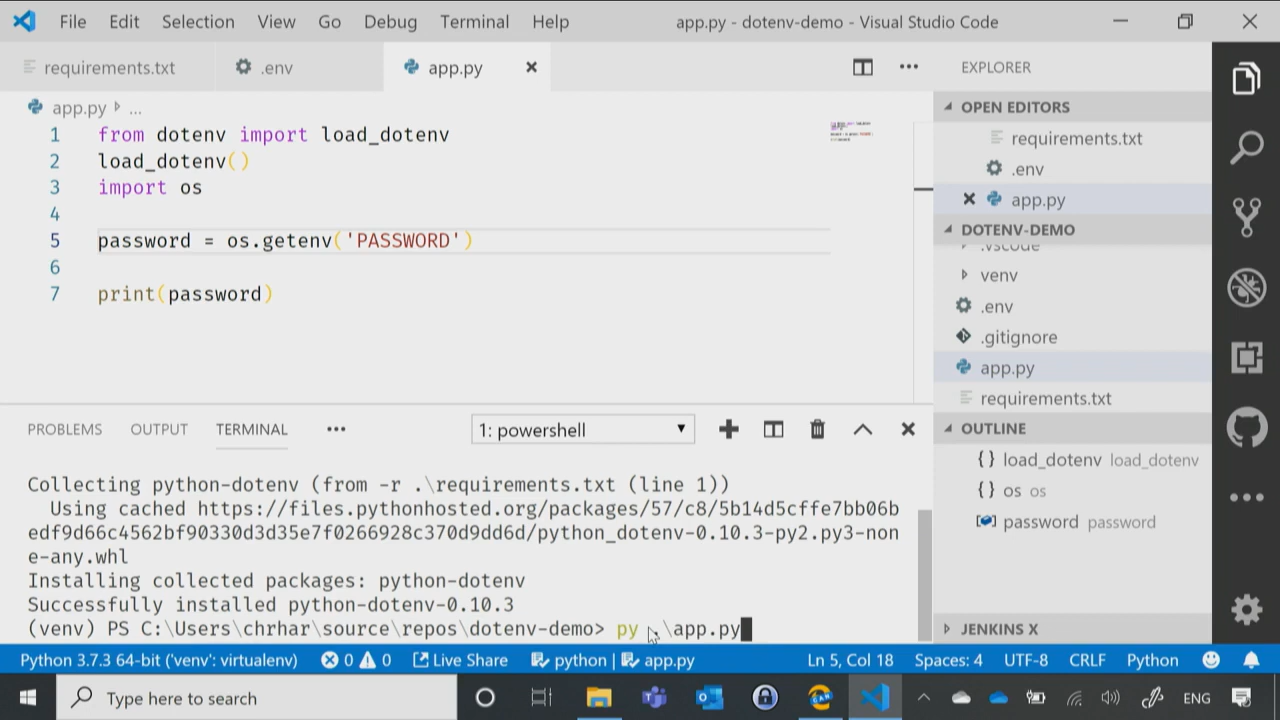 File Edit Selection View Go Debug Terminal Help app.py - dotenv-demo - Visual Studio Code
requirements.txt .env app.py
app.py ...
1 from dotenv import load_dotenv
2 load_dotenv()
3 import os
4
5 password = os.getenv('PASSWORD')
6
7 print(password)
EXPLORER
OPEN EDITORS
requirements.txt
.env
app.py
DOTENV-DEMO
.vscode
venv
.env
.gitignore
app.py
requirements.txt
OUTLINE
{} load_dotenv load_dotenv
{} os os
password password
JENKINS X
PROBLEMS OUTPUT TERMINAL ••• 1: powershell
Collecting python-dotenv (from -r .\requirements.txt (line 1))
Using cached https://files.pythonhosted.org/packages/57/c8/5b14d5cffe7bb06b
edf9d66c4562bf90330d3d35e7f0266928c370d9dd6d/python_dotenv-0.10.3-py2.py3-non
e-any.whl
Installing collected packages: python-dotenv
Successfully installed python-dotenv-0.10.3
(venv) PS C:\Users\chrhar\source\repos\dotenv-demo> py .\app.py
Python 3.7.3 64-bit ('venv': virtualenv) 0 0 Live Share python | app.py Ln 5, Col 18 Spaces: 4 UTF-8 CRLF Python
Type here to search ENG